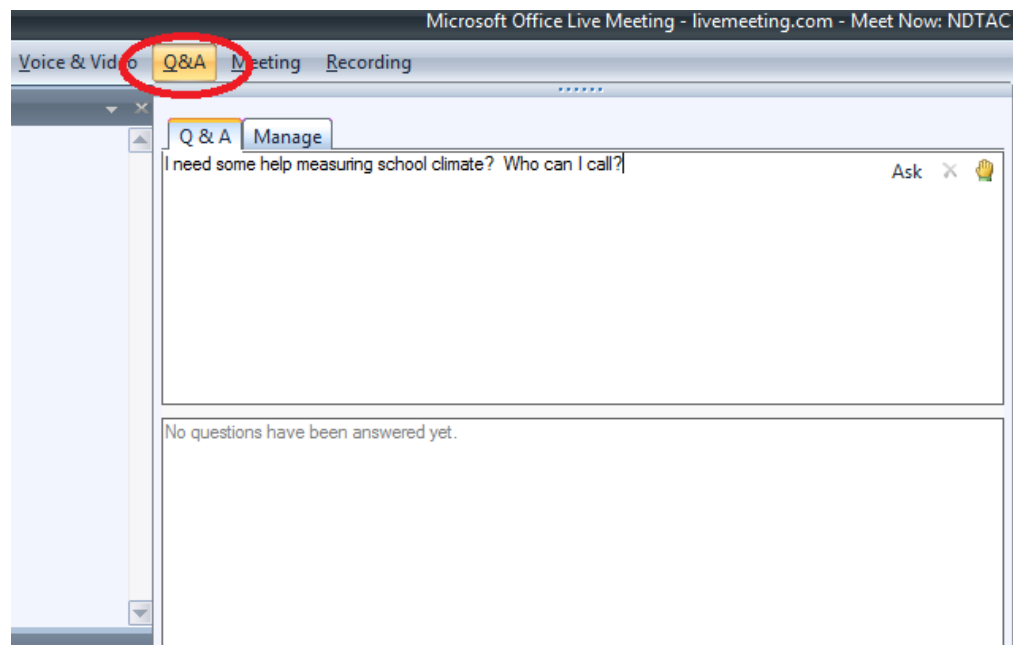 Microsoft Office Live Meeting - livemeeting.com - Meet Now: NDTAC
Voice & Video Q&A Meeting Recording
Q & A Manage
I need some help measuring school climate?  Who can I call?
Ask
No questions have been answered yet.